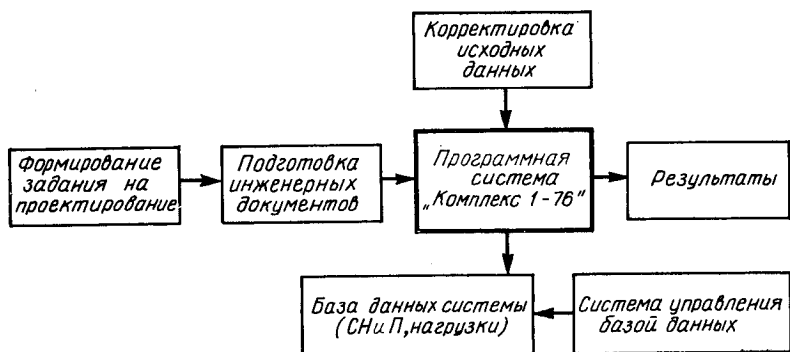 Корректировка
исходных
данных
Формирование
задания на
проектирование
Подготовка
инженерных
документов
Программная
система
„Комплекс 1-76"
Результаты
База данных системы
(СНиП, нагрузки)
Система управления
базой данных